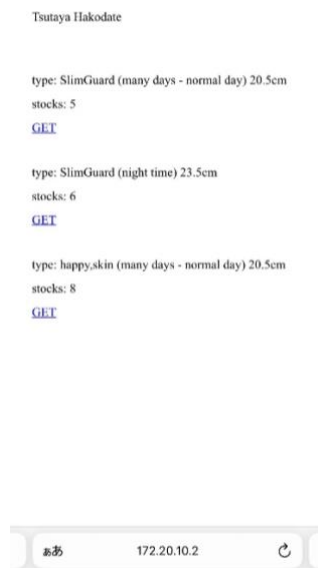 Tsutaya Hakodate
type: SlimGuard (many days - normal day) 20.5cm
stocks: 5
GET
type: SlimGuard (night time) 23.5cm
stocks: 6
GET
type: happy,skin (many days - normal day) 20.5cm
stocks: 8
GET
ぁあ 172.20.10.2